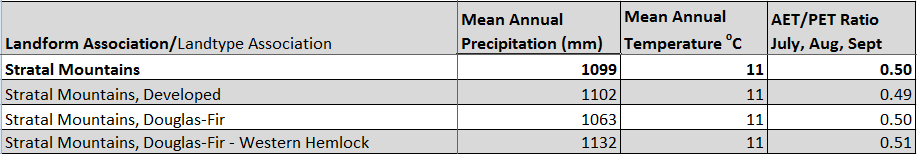 Landform Association/Landtype Association | Mean Annual Precipitation (mm) | Mean Annual Temperature °C | AET/PET Ratio July, Aug, Sept
Stratal Mountains | 1099 | 11 | 0.50
Stratal Mountains, Developed | 1102 | 11 | 0.49
Stratal Mountains, Douglas-Fir | 1063 | 11 | 0.50
Stratal Mountains, Douglas-Fir - Western Hemlock | 1132 | 11 | 0.51